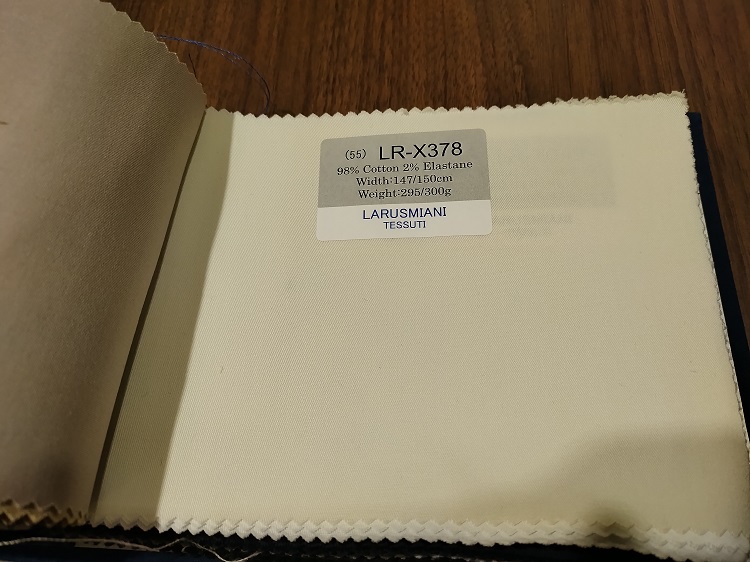 (55) LR-X378
98% Cotton 2% Elastane
Width:147/150cm
Weight:295/300g
LARUSMIANI
TESSUTI